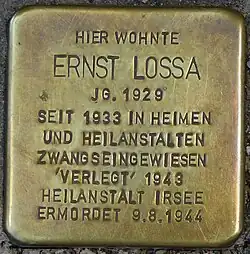 HIER WOHNTE
ERNST LOSSA
JG. 1929
SEIT 1933 IN HEIMEN
UND HEILANSTALTEN
ZWANGSEINGEWIESEN
'VERLEGT' 1943
HEILANSTALT IRSEE
ERMORDET 9.8.1944